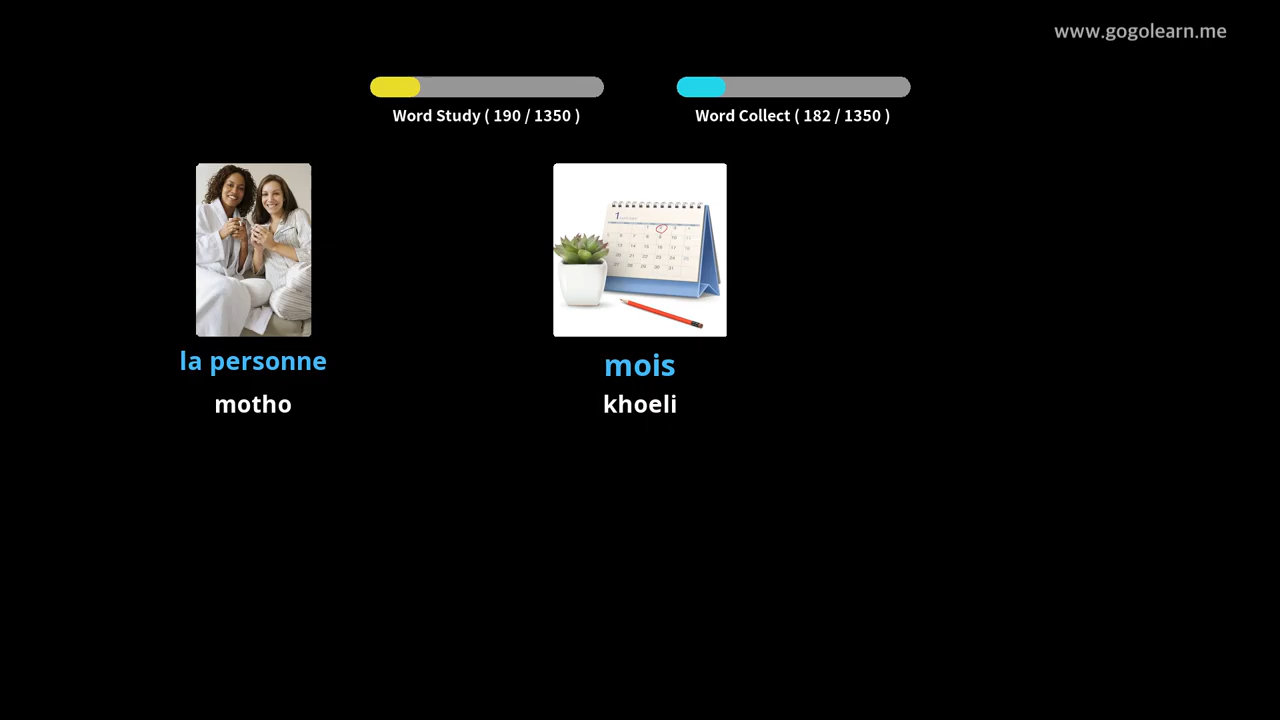 www.gogolearn.me
Word Study ( 190 / 1350 )
Word Collect ( 182 / 1350 )
la personne
motho
mois
khoeli